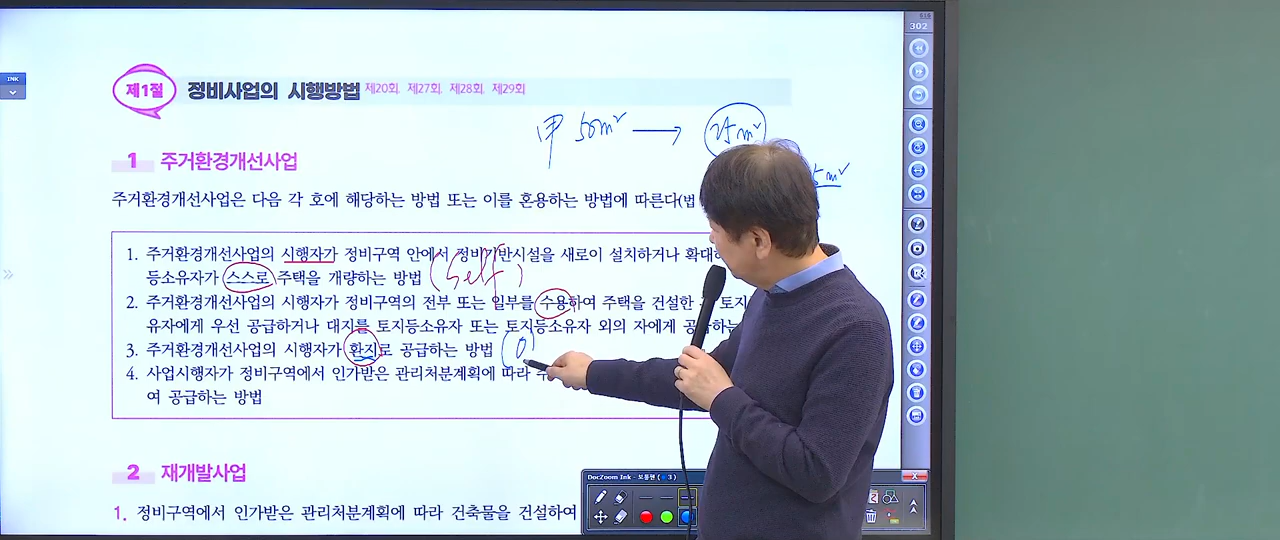 302
INK
제1절 정비사업의 시행방법 제20회, 제27회, 제28회, 제29회
甲 50m² → 25m²
5m²
1 주거환경개선사업
주거환경개선사업은 다음 각 호에 해당하는 방법 또는 이를 혼용하는 방법에 따른다(법
1. 주거환경개선사업의 시행자가 정비구역 안에서 정비기반시설을 새로이 설치하거나 확대하
등소유자가 스스로 주택을 개량하는 방법 (Self)
2. 주거환경개선사업의 시행자가 정비구역의 전부 또는 일부를 수용하여 주택을 건설한 토지
유자에게 우선 공급하거나 대지를 토지등소유자 또는 토지등소유자 외의 자에게 공급하는
3. 주거환경개선사업의 시행자가 환지로 공급하는 방법 (0
4. 사업시행자가 정비구역에서 인가받은 관리처분계획에 따라
여 공급하는 방법
2 재개발사업
1. 정비구역에서 인가받은 관리처분계획에 따라 건축물을 건설하여
DocZoom Ink - 보통펜 ( 3 )